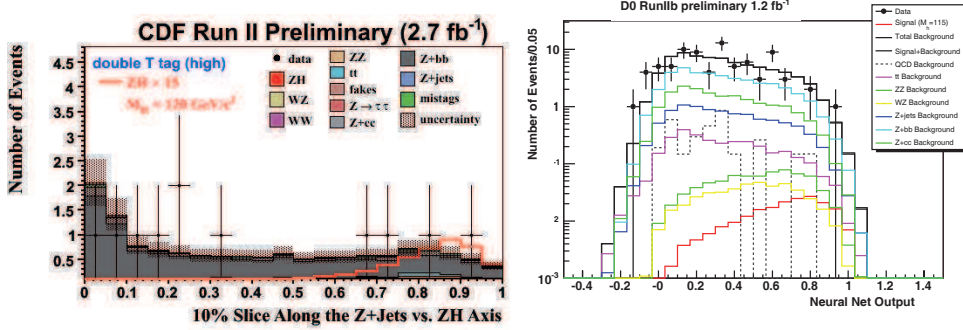 CDF Run II Preliminary (2.7 fb-1)
double T tag (high)
ZH × 15
M_H = 120 GeV/c²
data
ZH
WZ
WW
ZZ
tt
fakes
Z→ττ
Z+cc
Z+bb
Z+jets
mistags
uncertainty
Number of Events
4.5
4
3.5
3
2.5
2
1.5
1
0.5
0 0.1 0.2 0.3 0.4 0.5 0.6 0.7 0.8 0.9 1
10% Slice Along the Z+Jets vs. ZH Axis
D0 RunIIb preliminary 1.2 fb-1
Number of Events/0.05
10
1
-1
2
10-3
-0.4 -0.2 0 0.2 0.4 0.6 0.8 1 1.2 1.4
Neural Net Output
Data
Signal (M_h=115)
Total Background
Signal+Background
QCD Background
tt Background
ZZ Background
WZ Background
Z+jets Background
Z+bb Background
Z+cc Background